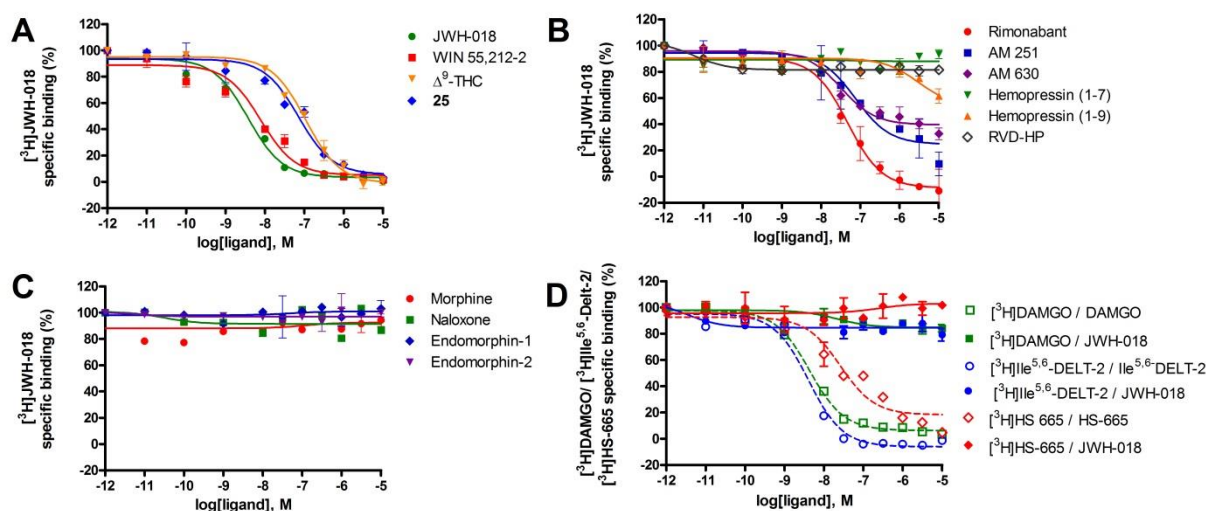 A
[³H]JWH-018
specific binding (%)
120
100
80
60
40
20
0
-20
-12 -11 -10 -9 -8 -7 -6 -5
log[ligand], M
JWH-018
WIN 55,212-2
Δ⁹-THC
25
B
[³H]JWH-018
specific binding (%)
120
100
80
60
40
20
0
-20
-12 -11 -10 -9 -8 -7 -6 -5
log[ligand], M
Rimonabant
AM 251
AM 630
Hemopressin (1-7)
Hemopressin (1-9)
RVD-HP
C
[³H]JWH-018
specific binding (%)
120
100
80
60
40
20
0
-20
-12 -11 -10 -9 -8 -7 -6 -5
log[ligand], M
Morphine
Naloxone
Endomorphin-1
Endomorphin-2
D
[³H]DAMGO/ [³H]Ile⁵,⁶-Delt-2/
[³H]HS-665 specific binding (%)
120
100
80
60
40
20
0
-20
-12 -11 -10 -9 -8 -7 -6 -5
log[ligand], M
[³H]DAMGO / DAMGO
[³H]DAMGO / JWH-018
[³H]Ile⁵,⁶-DELT-2 / Ile⁵,⁶-DELT-2
[³H]Ile⁵,⁶-DELT-2 / JWH-018
[³H]HS 665 / HS-665
[³H]HS-665 / JWH-018